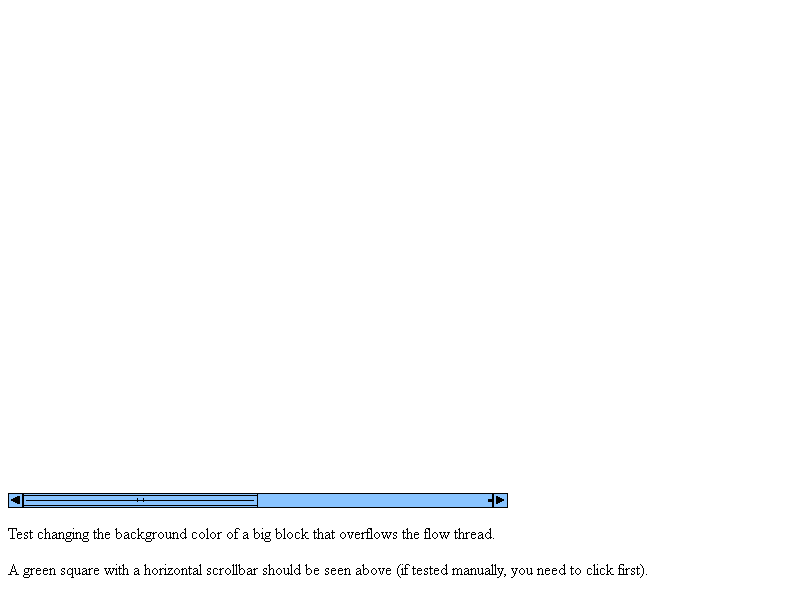 Test changing the background color of a big block that overflows the flow thread.
A green square with a horizontal scrollbar should be seen above (if tested manually, you need to click first).